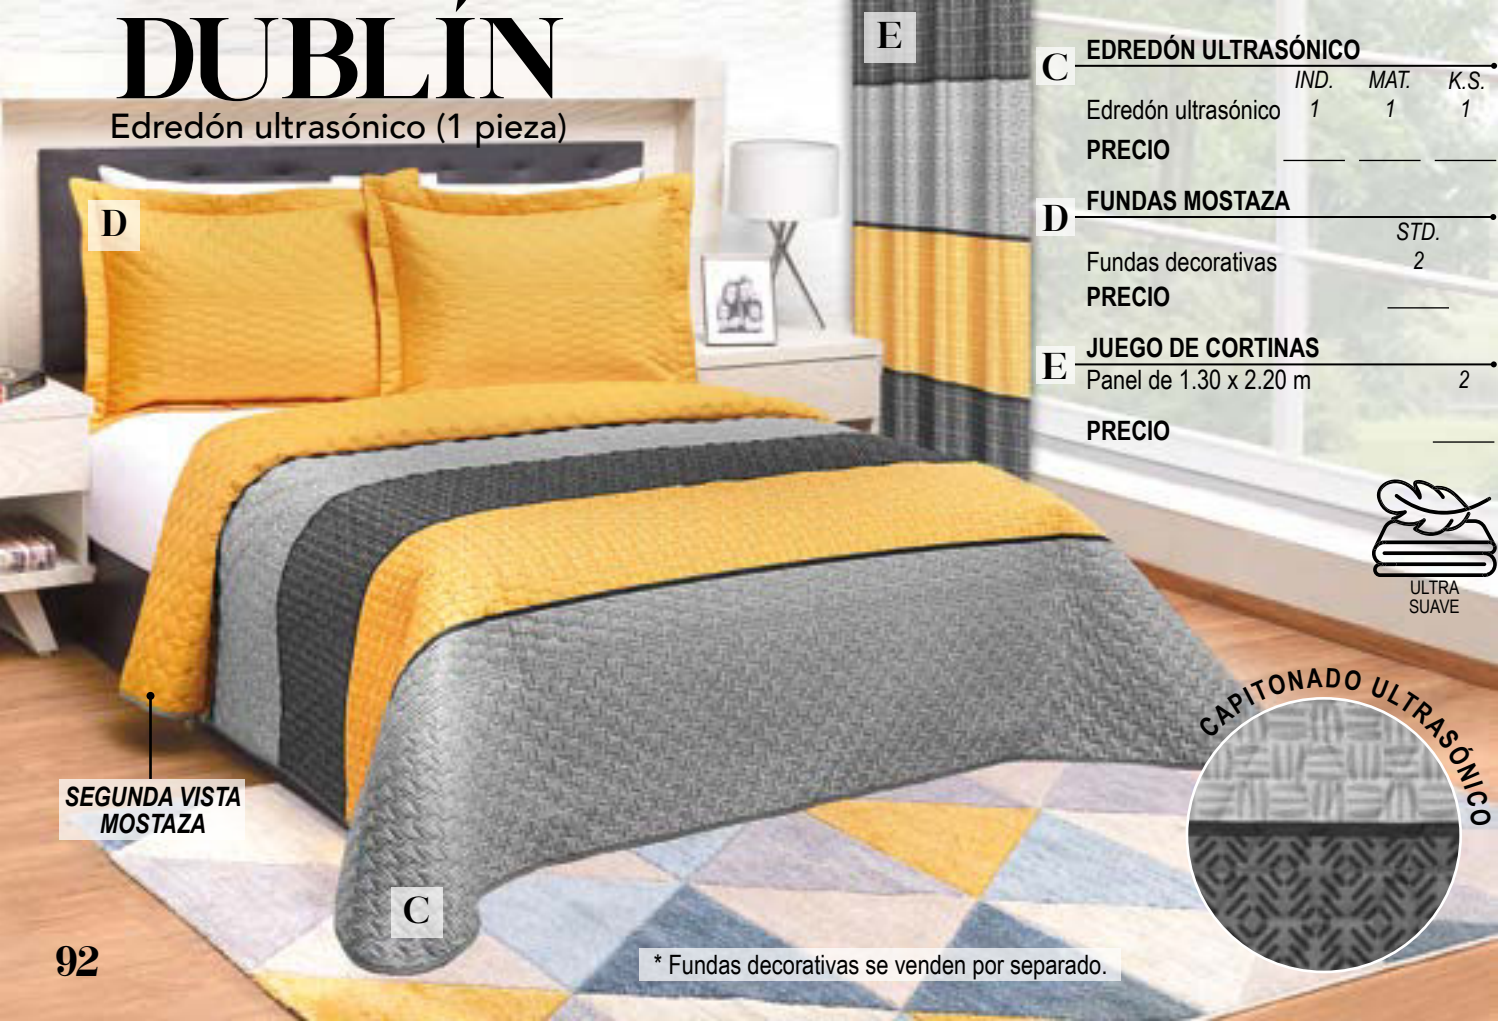 DUBLÍN
Edredón ultrasónico (1 pieza)
E
C EDREDÓN ULTRASÓNICO
IND. MAT. K.S.
Edredón ultrasónico 1 1 1
PRECIO
D FUNDAS MOSTAZA
STD.
Fundas decorativas 2
PRECIO
E JUEGO DE CORTINAS
Panel de 1.30 x 2.20 m 2
PRECIO
ULTRA
SUAVE
D
CAPITONADO ULTRASÓNICO
SEGUNDA VISTA
MOSTAZA
C
92
* Fundas decorativas se venden por separado.